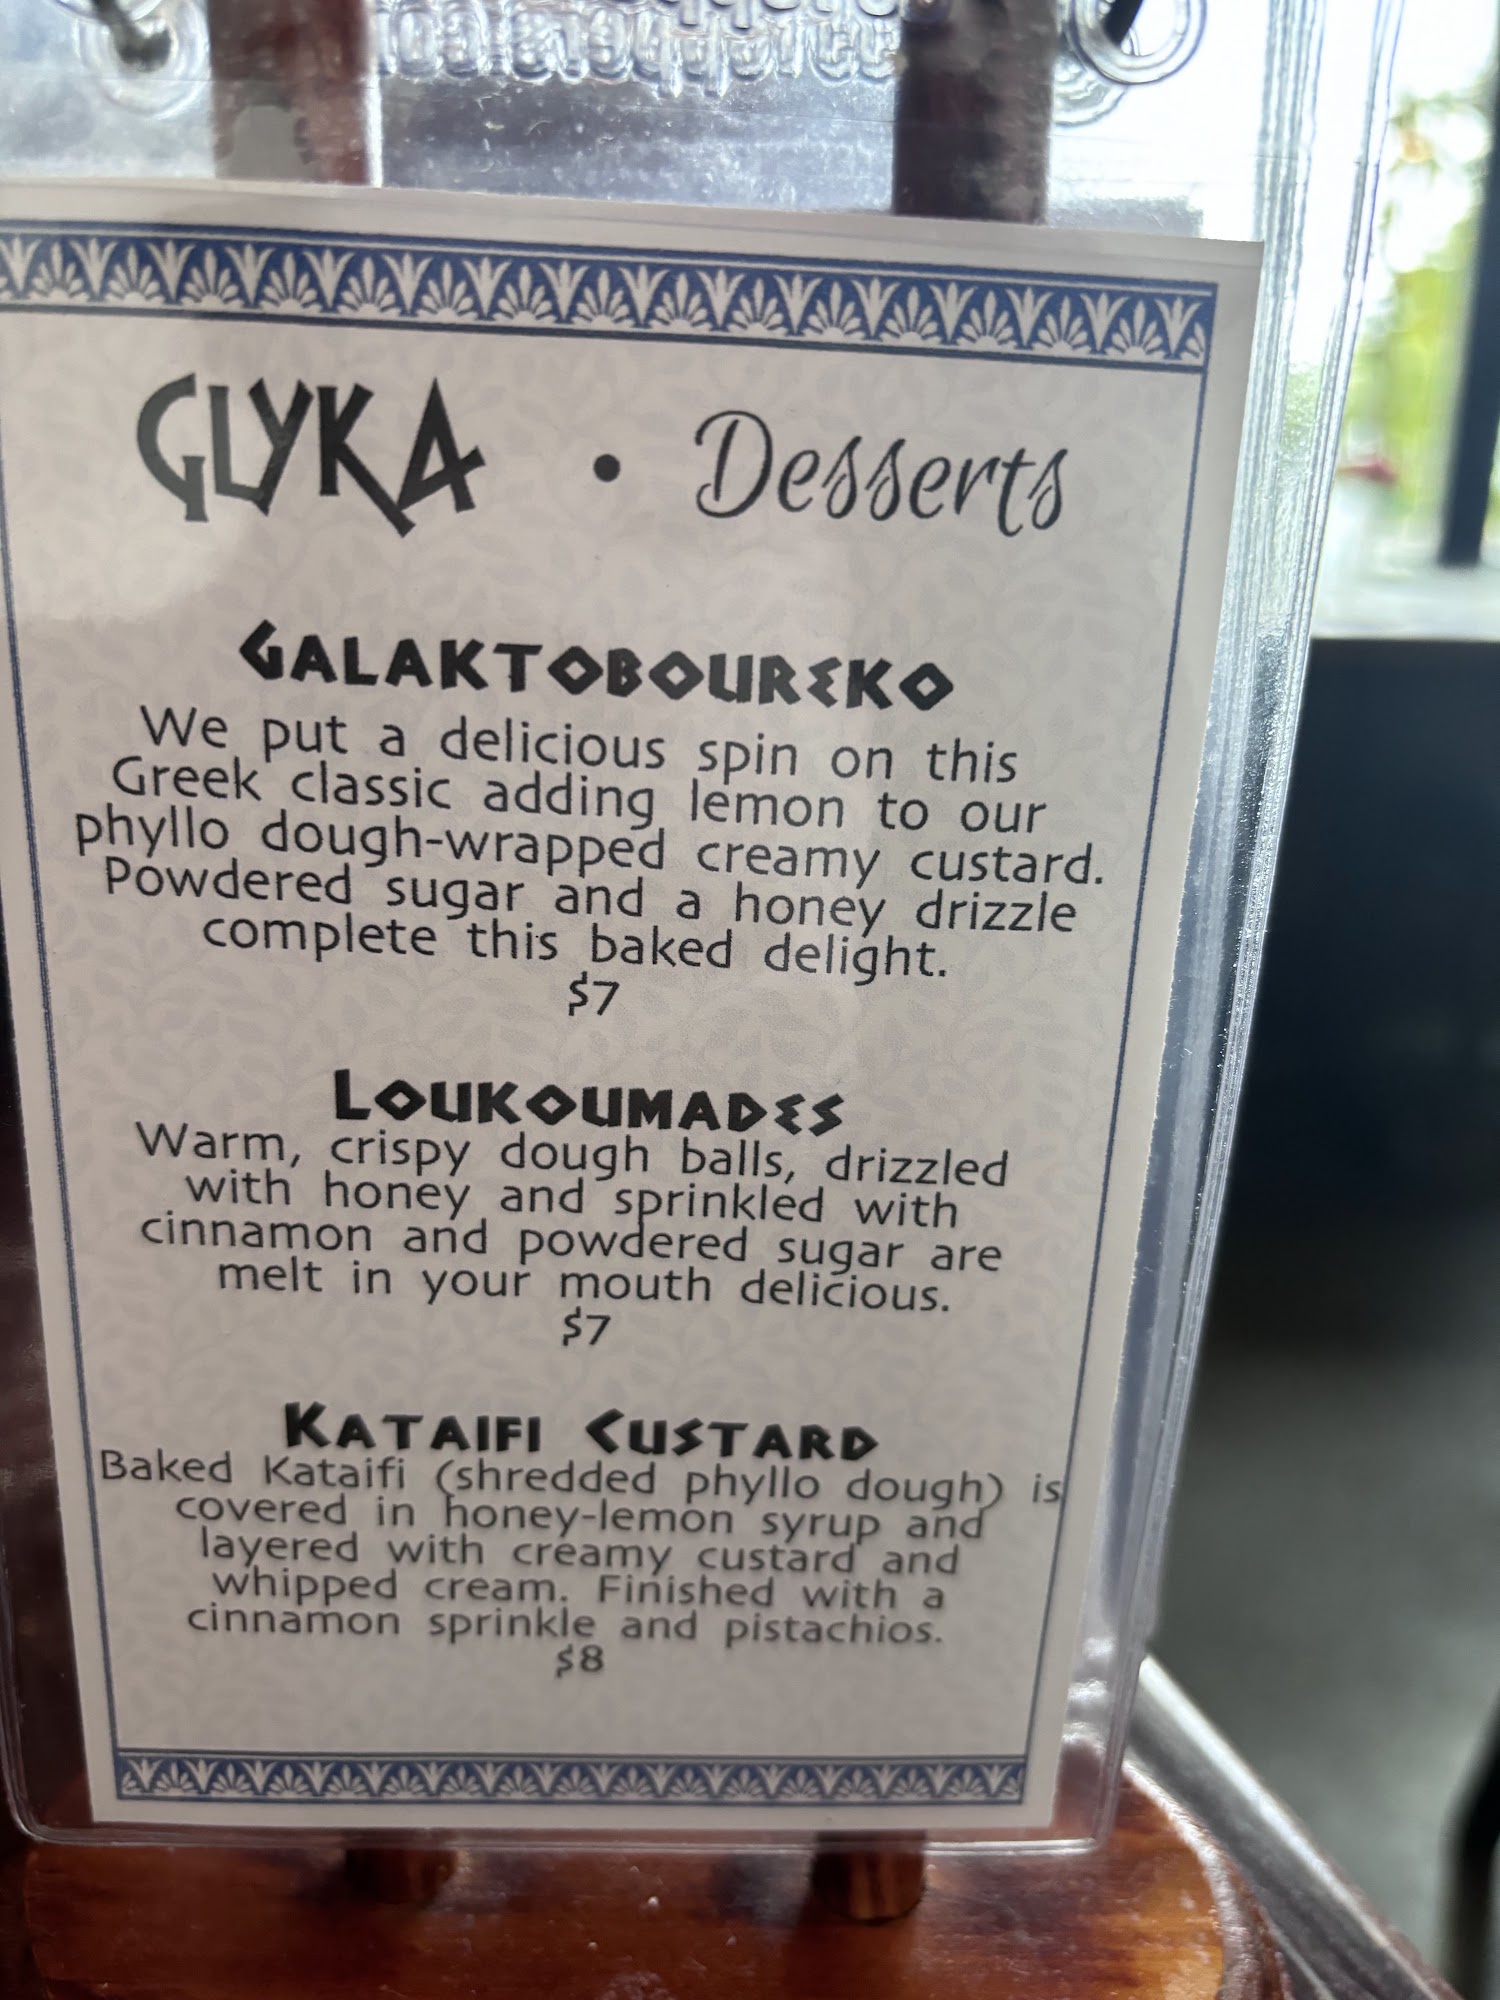 GLYKA • Desserts
GALAKTOBOUREKO
We put a delicious spin on this
Greek classic adding lemon to our
phyllo dough-wrapped creamy custard.
Powdered sugar and a honey drizzle
complete this baked delight.
$7
LOUKOUMADES
Warm, crispy dough balls, drizzled
with honey and sprinkled with
cinnamon and powdered sugar are
melt in your mouth delicious.
$7
KATAIFI CUSTARD
Baked Kataifi (shredded phyllo dough) is
covered in honey-lemon syrup and
layered with creamy custard and
whipped cream. Finished with a
cinnamon sprinkle and pistachios.
$8